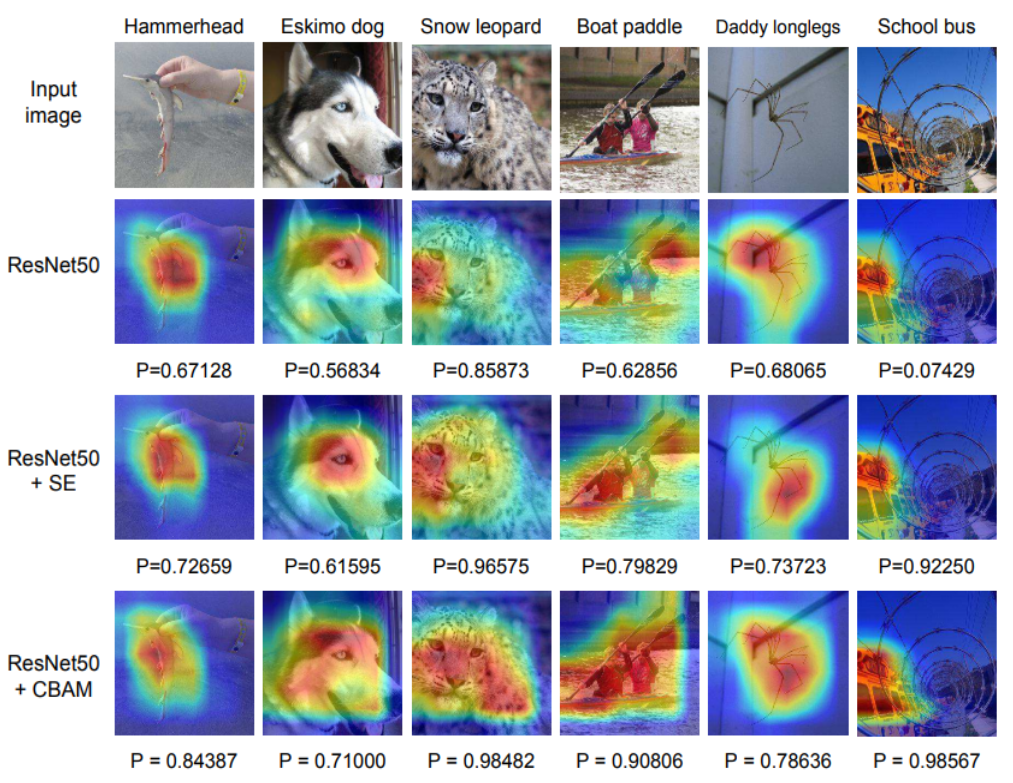 Hammerhead Eskimo dog Snow leopard Boat paddle Daddy longlegs School bus
Input
image
ResNet50
P=0.67128 P=0.56834 P=0.85873 P=0.62856 P=0.68065 P=0.07429
ResNet50
+ SE
P=0.72659 P=0.61595 P=0.96575 P=0.79829 P=0.73723 P=0.92250
ResNet50
+ CBAM
P = 0.84387 P = 0.71000 P = 0.98482 P = 0.90806 P = 0.78636 P = 0.98567